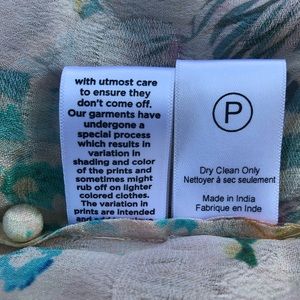 with utmost care
to ensure they
don't come off.
Our garments have
undergone a
special process
which results in
variation in
shading and color
of the prints and
sometimes might
rub off on lighter
colored clothes.
The variation in
prints are intended
P
Dry Clean Only
Nettoyer à sec seulement
Made in India
Fabrique en Inde